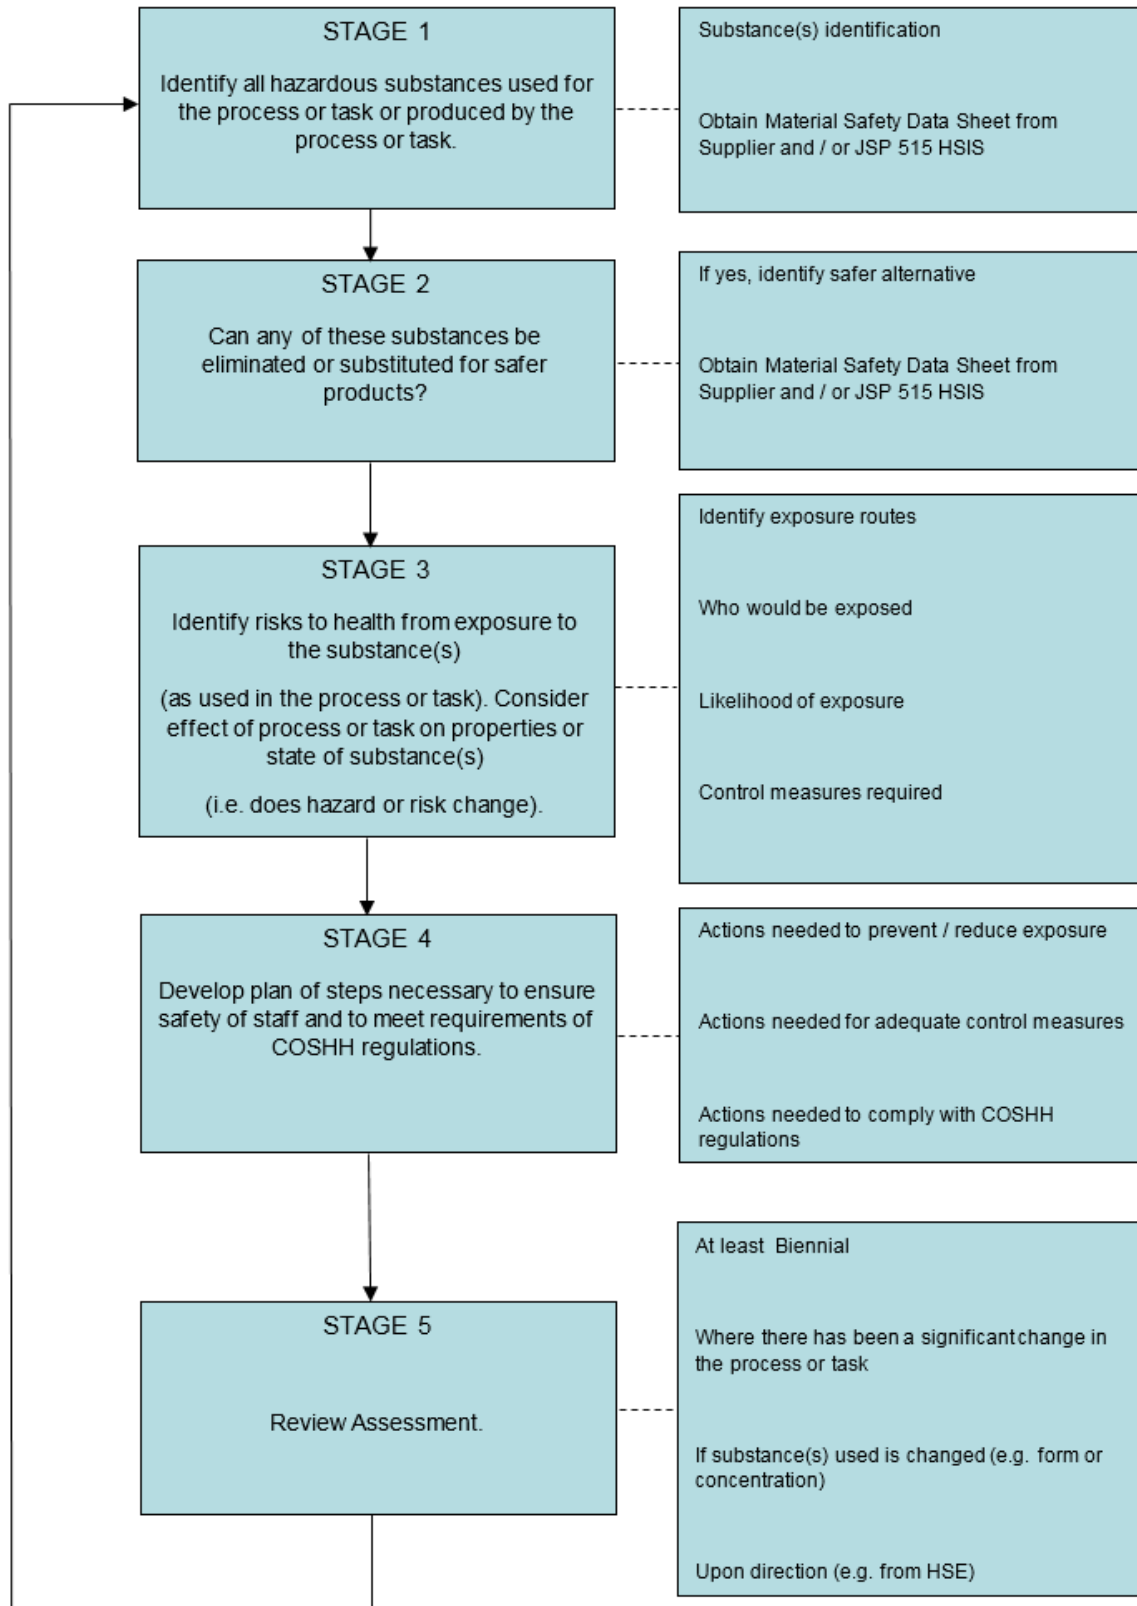 STAGE 1
Identify all hazardous substances used for
the process or task or produced by the
process or task.
Substance(s) identification
Obtain Material Safety Data Sheet from
Supplier and / or JSP 515 HSIS
STAGE 2
Can any of these substances be
eliminated or substituted for safer
products?
If yes, identify safer alternative
Obtain Material Safety Data Sheet from
Supplier and / or JSP 515 HSIS
STAGE 3
Identify risks to health from exposure to
the substance(s)
(as used in the process or task). Consider
effect of process or task on properties or
state of substance(s)
(i.e. does hazard or risk change).
Identify exposure routes
Who would be exposed
Likelihood of exposure
Control measures required
STAGE 4
Develop plan of steps necessary to ensure
safety of staff and to meet requirements of
COSHH regulations.
Actions needed to prevent / reduce exposure
Actions needed for adequate control measures
Actions needed to comply with COSHH
regulations
STAGE 5
Review Assessment.
At least Biennial
Where there has been a significant change in
the process or task
If substance(s) used is changed (e.g. form or
concentration)
Upon direction (e.g. from HSE)